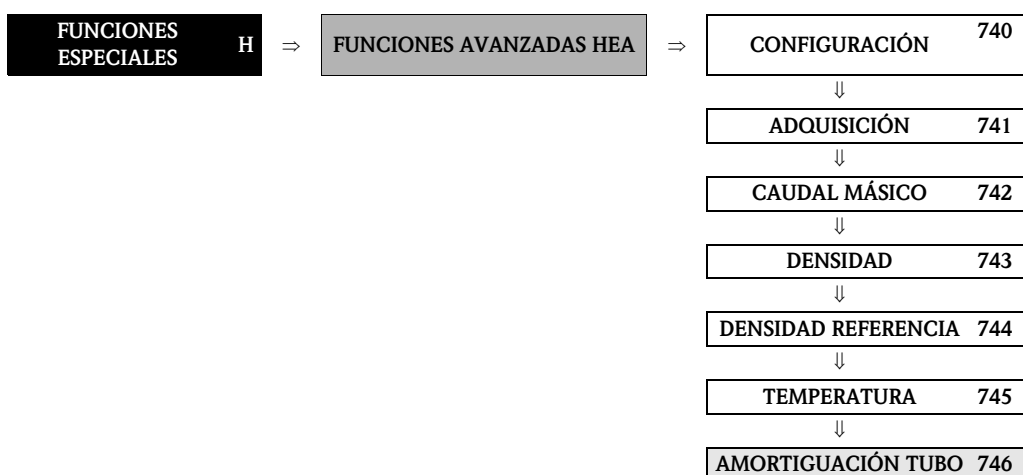 FUNCIONES
ESPECIALES H ⇒ FUNCIONES AVANZADAS HEA ⇒ CONFIGURACIÓN 740
⇓
ADQUISICIÓN 741
⇓
CAUDAL MÁSICO 742
⇓
DENSIDAD 743
⇓
DENSIDAD REFERENCIA 744
⇓
TEMPERATURA 745
⇓
AMORTIGUACIÓN TUBO 746